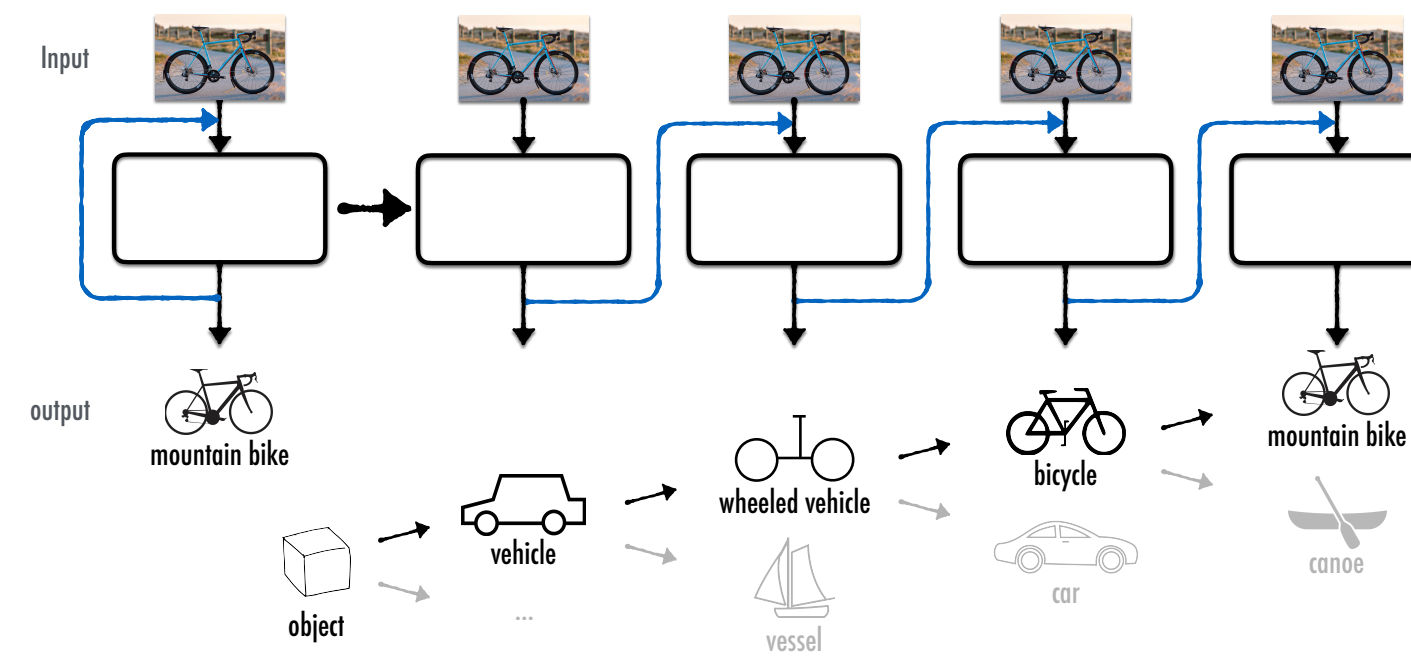 Input
output
mountain bike
object
vehicle
...
wheeled vehicle
vessel
bicycle
car
mountain bike
canoe